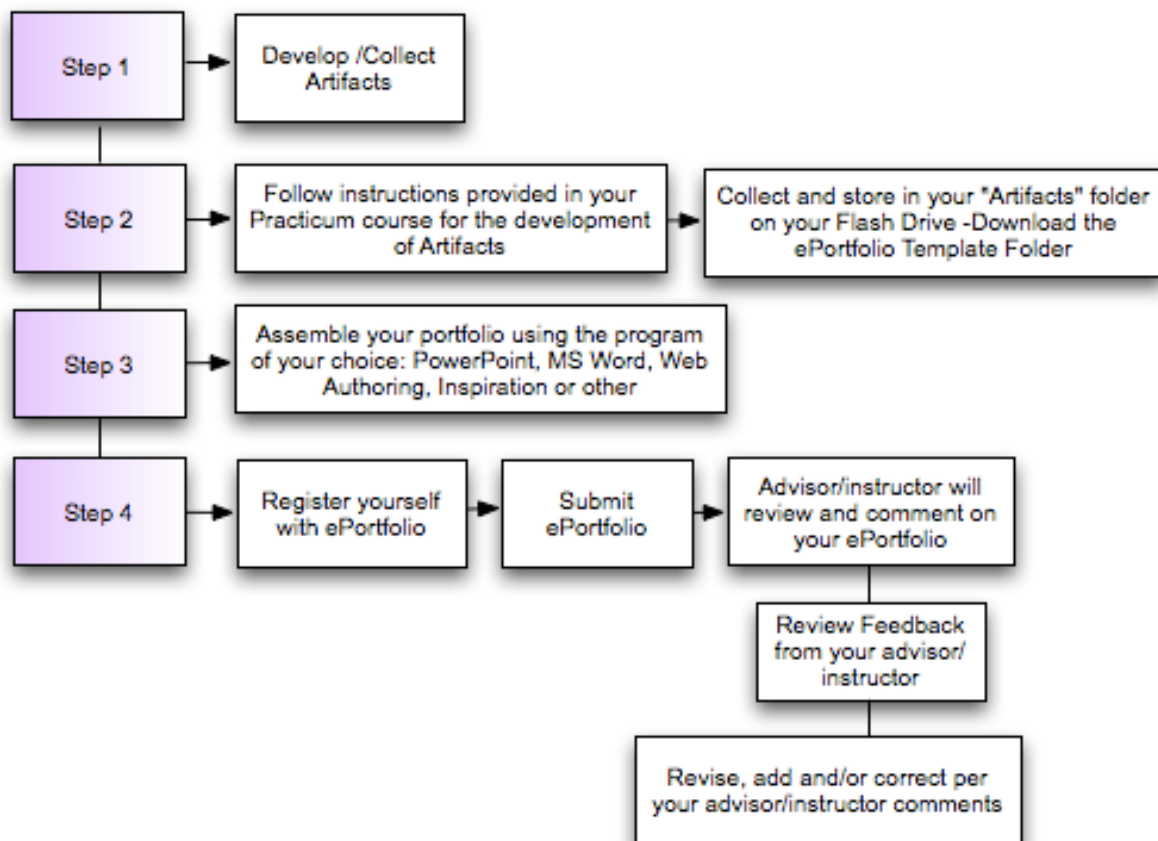 Step 1
Develop /Collect
Artifacts
Step 2
Follow instructions provided in your
Practicum course for the development
of Artifacts
Collect and store in your "Artifacts" folder
on your Flash Drive -Download the
ePortfolio Template Folder
Step 3
Assemble your portfolio using the program
of your choice: PowerPoint, MS Word, Web
Authoring, Inspiration or other
Step 4
Register yourself
with ePortfolio
Submit
ePortfolio
Advisor/instructor will
review and comment on
your ePortfolio
Review Feedback
from your advisor/
instructor
Revise, add and/or correct per
your advisor/instructor comments